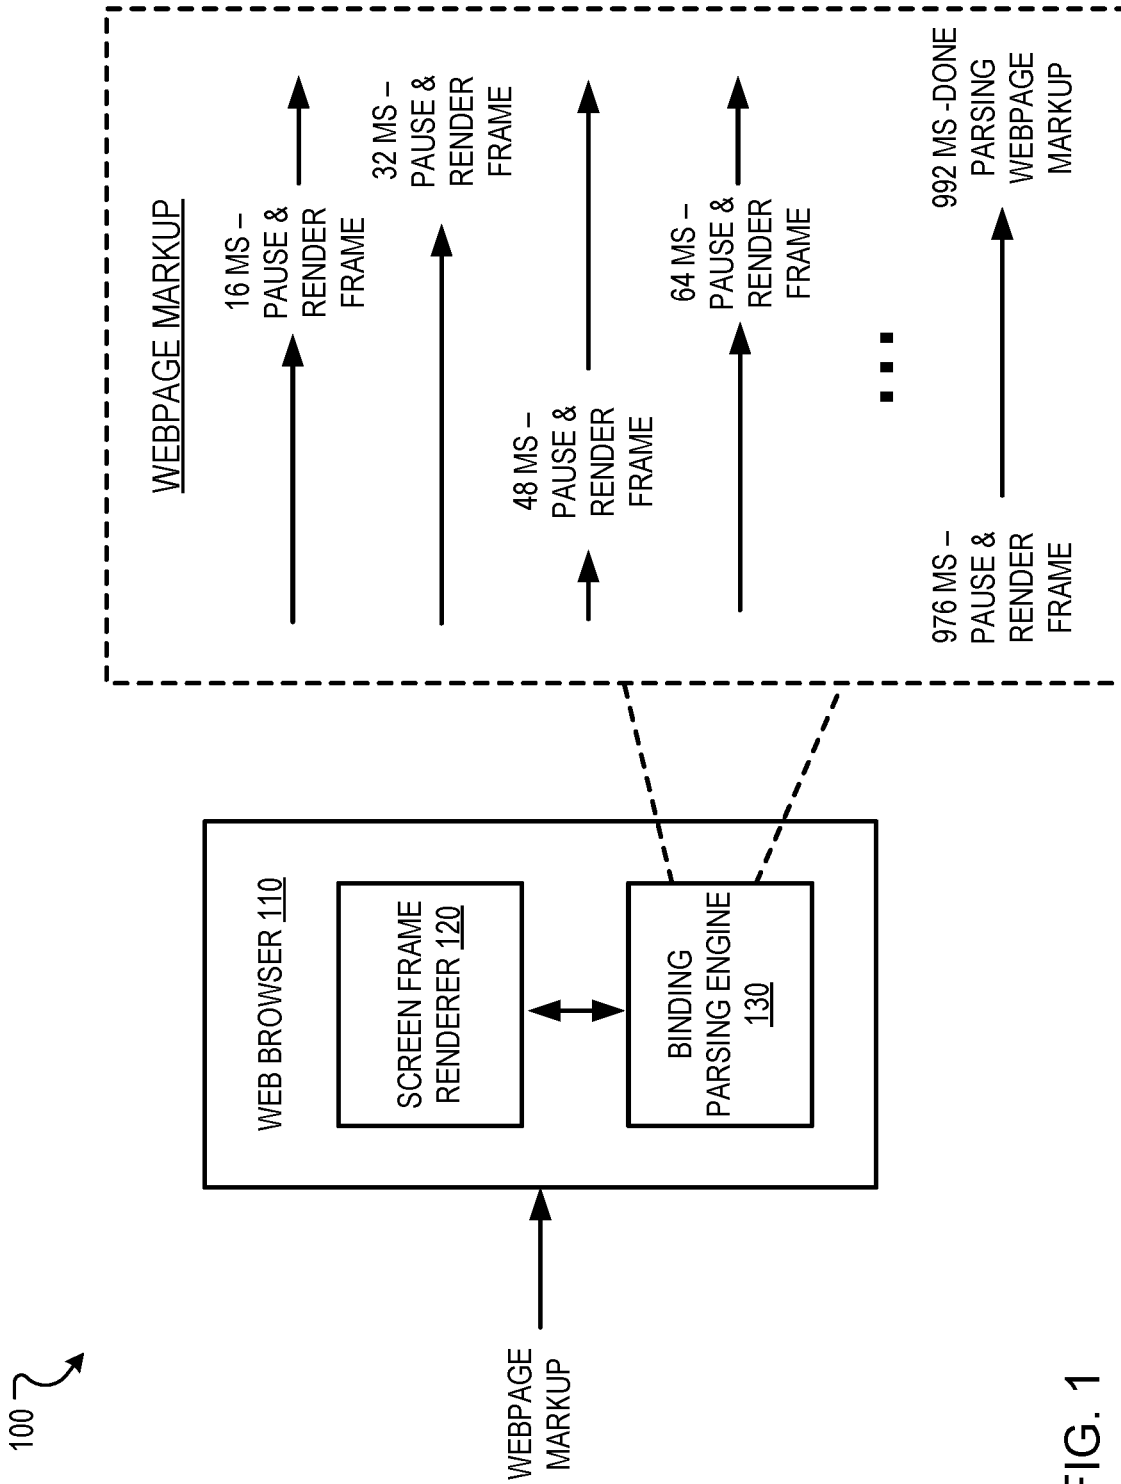 100
WEBPAGE
MARKUP
WEB BROWSER 110
SCREEN FRAME
RENDERER 120
BINDING
PARSING ENGINE
130
WEBPAGE MARKUP
16 MS –
PAUSE &
RENDER
FRAME
32 MS –
PAUSE &
RENDER
FRAME
48 MS –
PAUSE &
RENDER
FRAME
64 MS –
PAUSE &
RENDER
FRAME
976 MS –
PAUSE &
RENDER
FRAME
992 MS -DONE
PARSING
WEBPAGE
MARKUP
FIG. 1